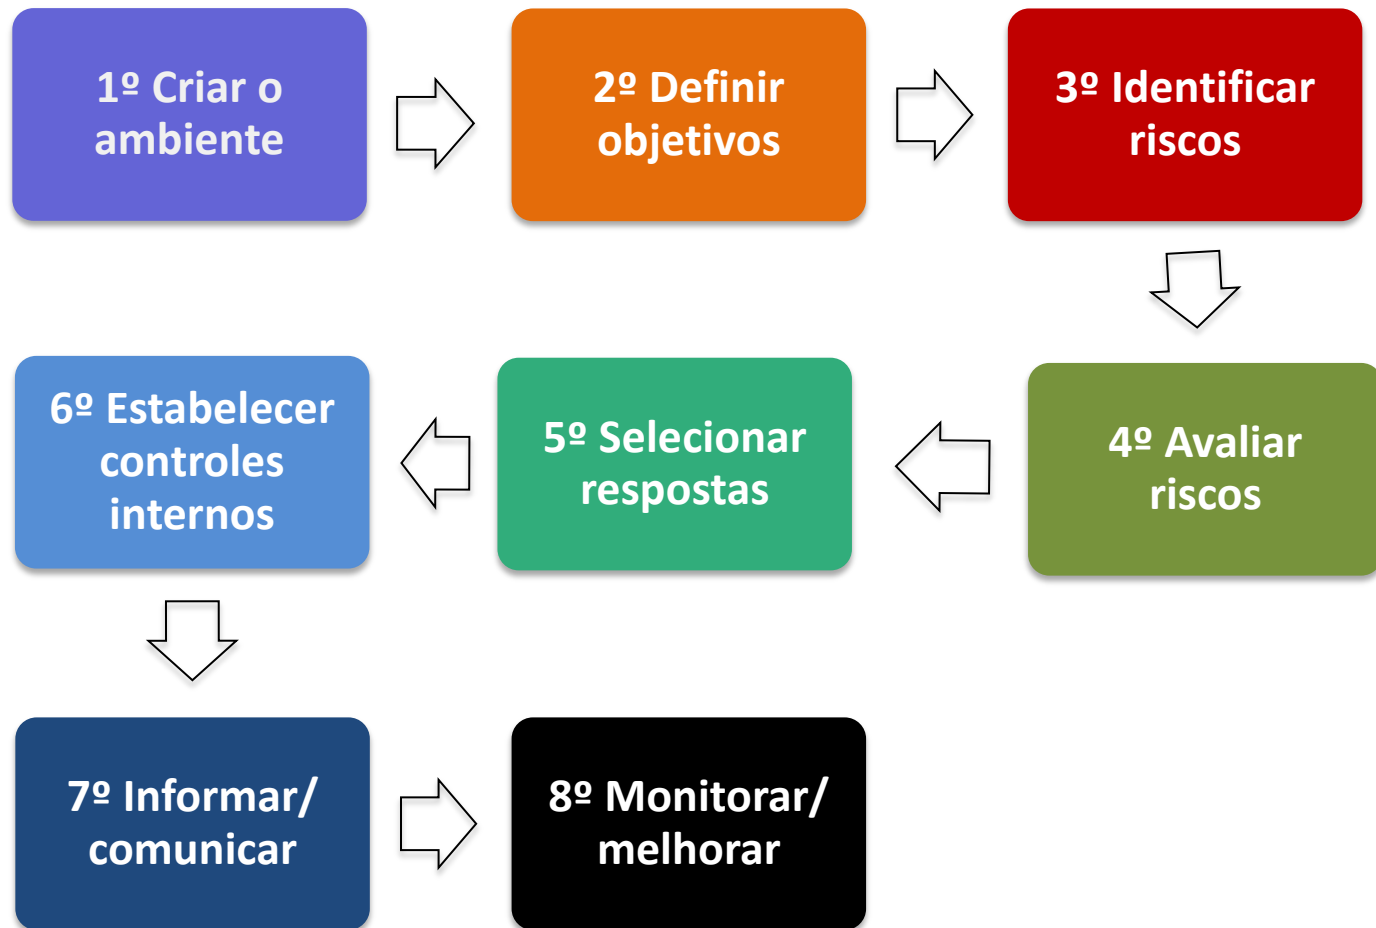 1º Criar o
ambiente
2º Definir
objetivos
3º Identificar
riscos
4º Avaliar
riscos
5º Selecionar
respostas
6º Estabelecer
controles
internos
7º Informar/
comunicar
8º Monitorar/
melhorar